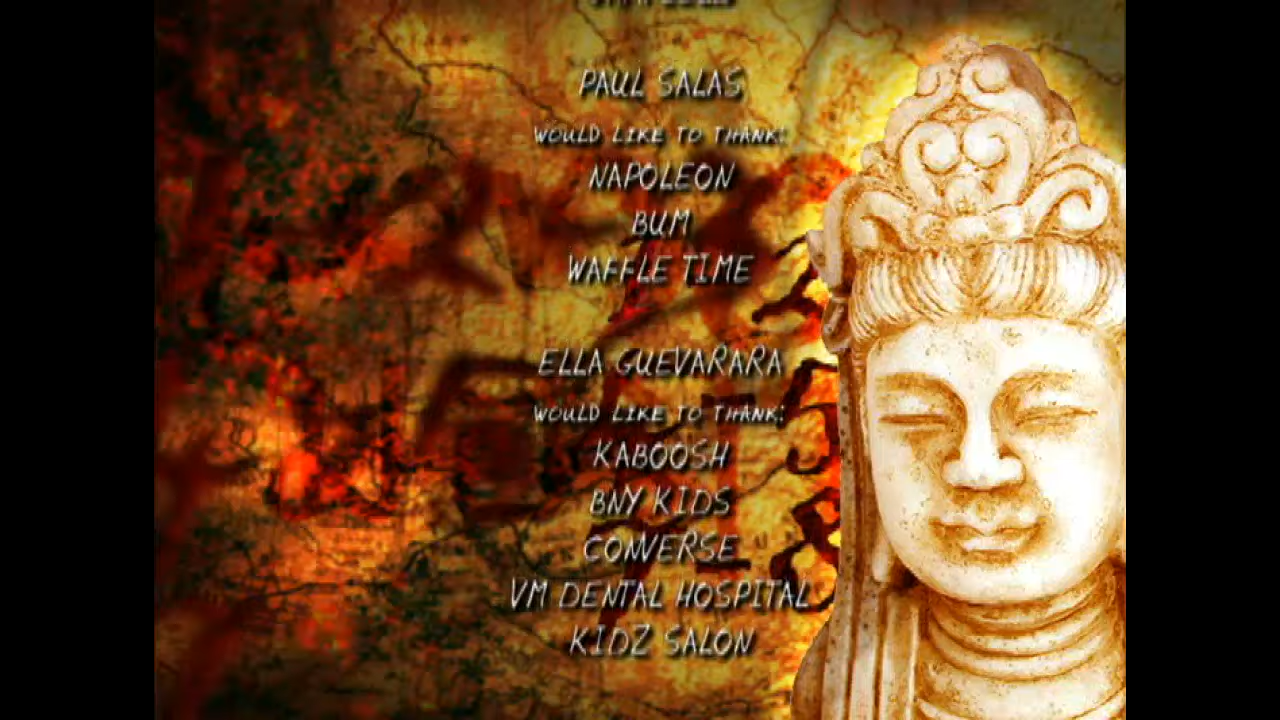 PAUL SALAS
WOULD LIKE TO THANK:
NAPOLEON
BUM
WAFFLE TIME
ELLA GUEVARARA
WOULD LIKE TO THANK:
KABOOSH
BNY KIDS
CONVERSE
VM DENTAL HOSPITAL
KIDZ SALON